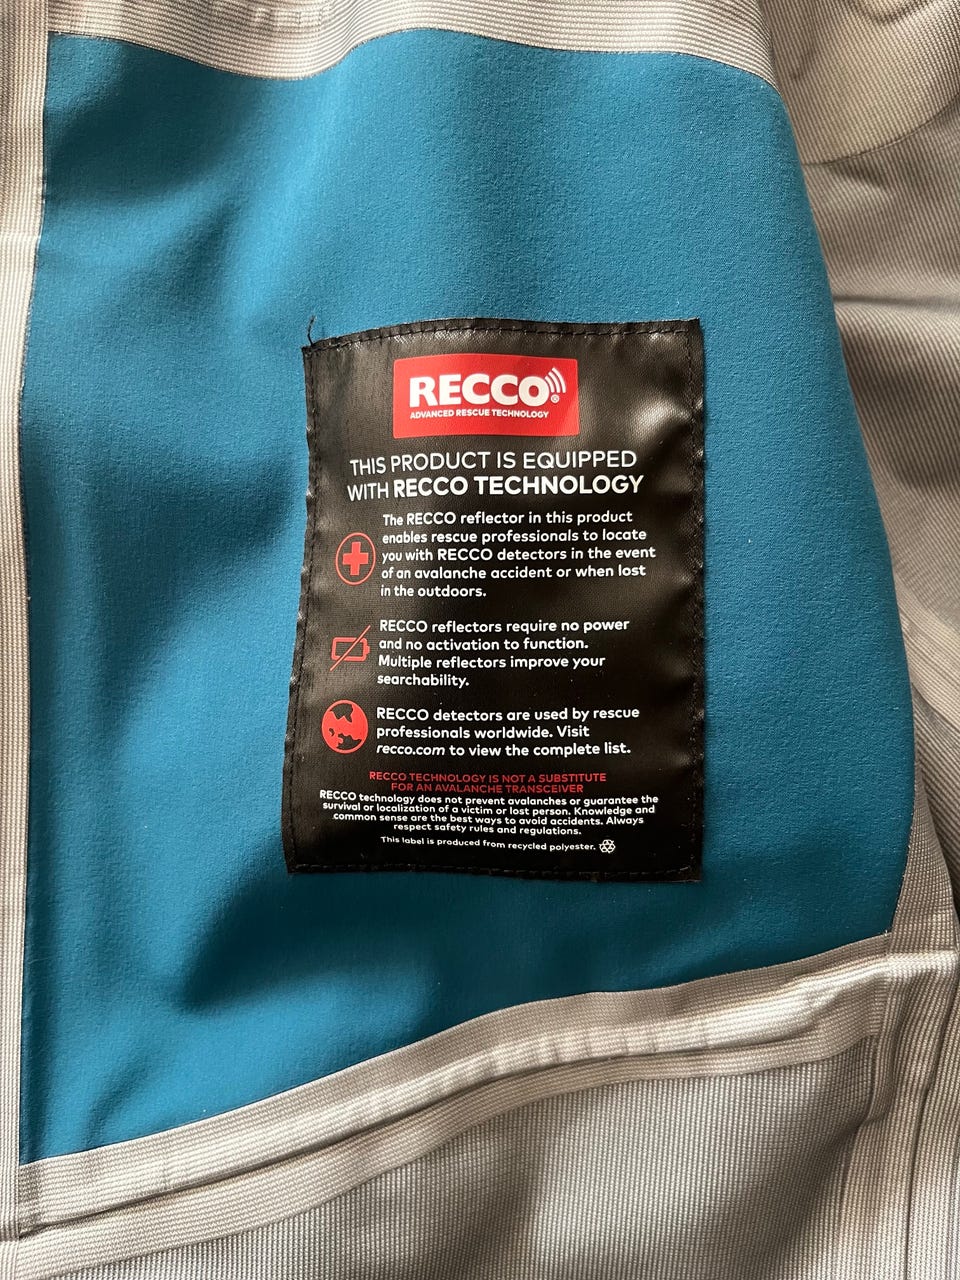 RECCO®
ADVANCED RESCUE TECHNOLOGY
THIS PRODUCT IS EQUIPPED
WITH RECCO TECHNOLOGY
The RECCO reflector in this product
enables rescue professionals to locate
you with RECCO detectors in the event
of an avalanche accident or when lost
in the outdoors.
RECCO reflectors require no power
and no activation to function.
Multiple reflectors improve your
searchability.
RECCO detectors are used by rescue
professionals worldwide. Visit
recco.com to view the complete list.
RECCO TECHNOLOGY IS NOT A SUBSTITUTE
FOR AN AVALANCHE TRANSCEIVER
RECCO technology does not prevent avalanches or guarantee the
survival or localization of a victim or lost person. Knowledge and
common sense are the best ways to avoid accidents. Always
respect safety rules and regulations.
This label is produced from recycled polyester.